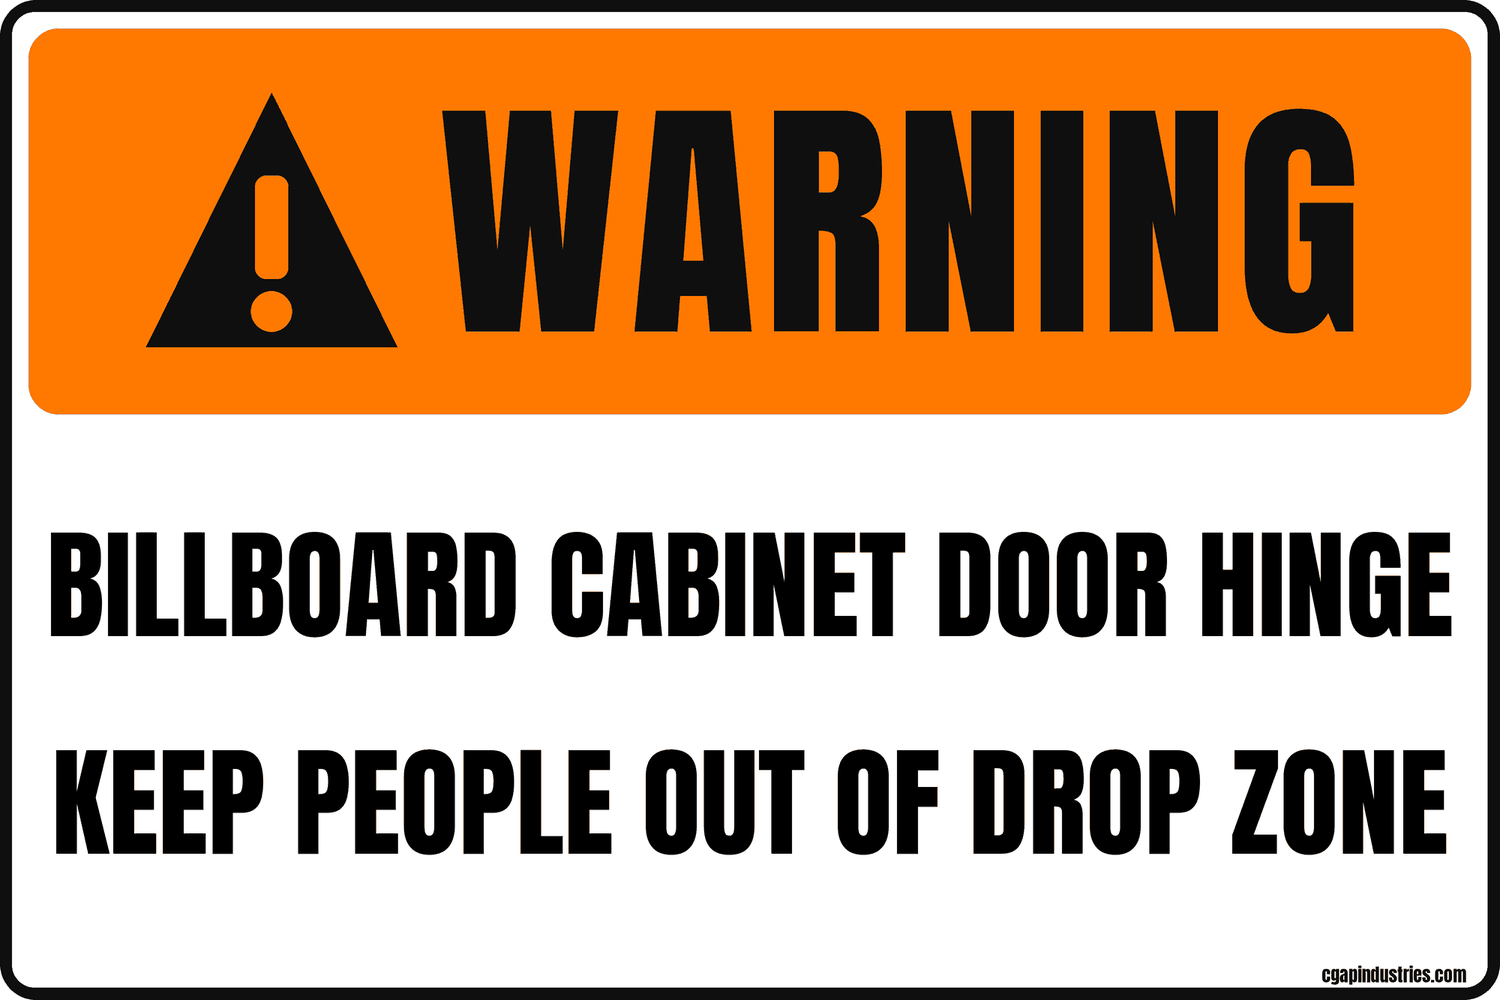 WARNING
BILLBOARD CABINET DOOR HINGE
KEEP PEOPLE OUT OF DROP ZONE
cgapindustries.com